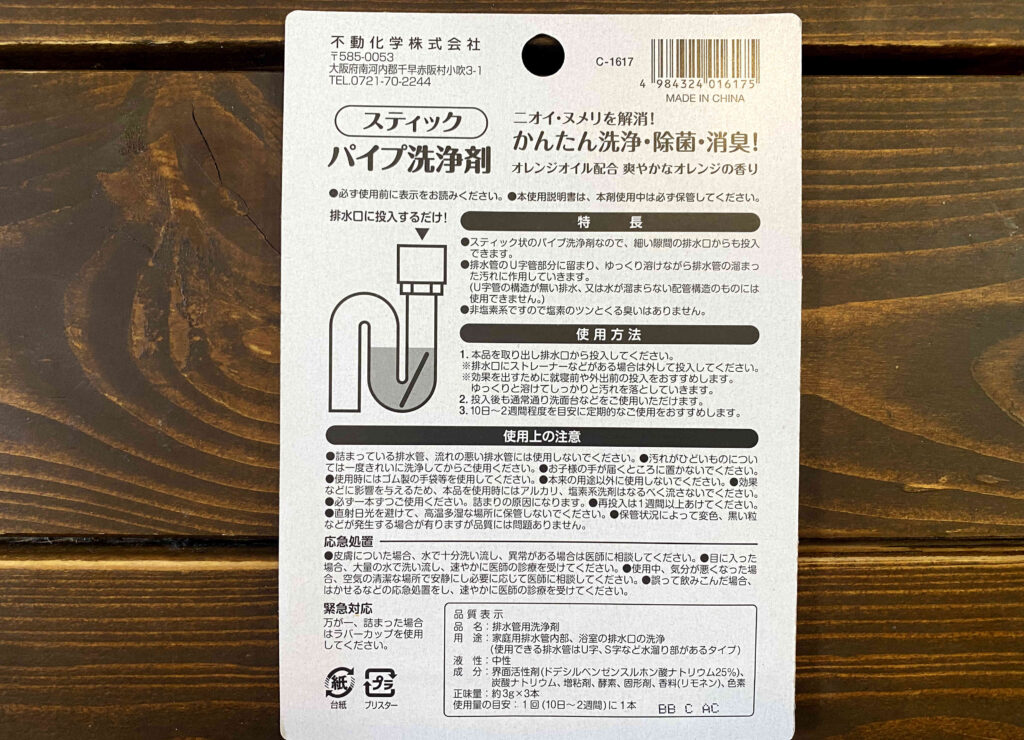 不動化学株式会社
〒585-0053
大阪府南河内郡千早赤阪村小吹3-1
TEL.0721-70-2244
C-1617
4 984324 016175
MADE IN CHINA
スティック
パイプ洗浄剤
ニオイ・ヌメリを解消!
かんたん洗浄・除菌・消臭!
オレンジオイル配合 爽やかなオレンジの香り
●必ず使用前に表示をお読みください。●本使用説明書は、本剤使用中は必ず保管してください。
排水口に投入するだけ!
特 長
●スティック状のパイプ洗浄剤なので、細い隙間の排水口からも投入
できます。
●排水管のU字管部分に留まり、ゆっくり溶けながら排水管の溜まっ
た汚れに作用していきます。
(U字管の構造が無い排水、又は水が溜まらない配管構造のものには
使用できません。)
●非塩素系ですので塩素のツンとくる臭いはありません。
使用方法
1. 本品を取り出し排水口から投入してください。
※排水口にストレーナーなどがある場合は外して投入してください。
※効果を出すために就寝前や外出前の投入をおすすめします。
ゆっくりと溶けてしっかりと汚れを落としていきます。
2. 投入後も通常通り洗面台などをご使用いただけます。
3. 10日〜2週間程度を目安に定期的なご使用をおすすめします。
使用上の注意
●詰まっている排水管、流れの悪い排水管には使用しないでください。●汚れがひどいものについ
ては一度きれいに洗浄してからご使用ください。●お子様の手が届くところに置かないでください。
●使用時にはゴム製の手袋等を使用してください。●本来の用途以外に使用しないでください。●効果
などに影響を与えるため、本品を使用時にはアルカリ、塩素系洗剤はなるべく流さないでください。
●必ず一本ずつご使用ください。詰まりの原因になります。●再投入は1週間以上あけてください。
●直射日光を避けて、高温多湿な場所に保管しないでください。●保管状況によって変色、黒い粒
などが発生する場合が有りますが品質には問題ありません。
応急処置
●皮膚についた場合、水で十分洗い流し、異常がある場合は医師に相談してください。●目に入った
場合、大量の水で洗い流し、速やかに医師の診療を受けてください。●使用中、気分が悪くなった場
合、空気の清潔な場所で安静にし必要に応じて医師に相談してください。●誤って飲みこんだ場合、
はかせるなどの応急処置をし、速やかに医師の診療を受けてください。
緊急対応
万が一、詰まった場合
はラバーカップを使用
してください。
紙
台紙
プラ
ブリスター
品質表示
品 名:排水管用洗浄剤
用 途:家庭用排水管内部、浴室の排水口の洗浄
(使用できる排水管はU字、S字など水溜り部があるタイプ)
液 性:中性
成 分:界面活性剤(ドデシルベンゼンスルホン酸ナトリウム25%)、
炭酸ナトリウム、増粘剤、酵素、固形剤、香料(リモネン)、色素
正味量:約3g×3本
使用量の目安:1回(10日〜2週間)に1本
BB C AC